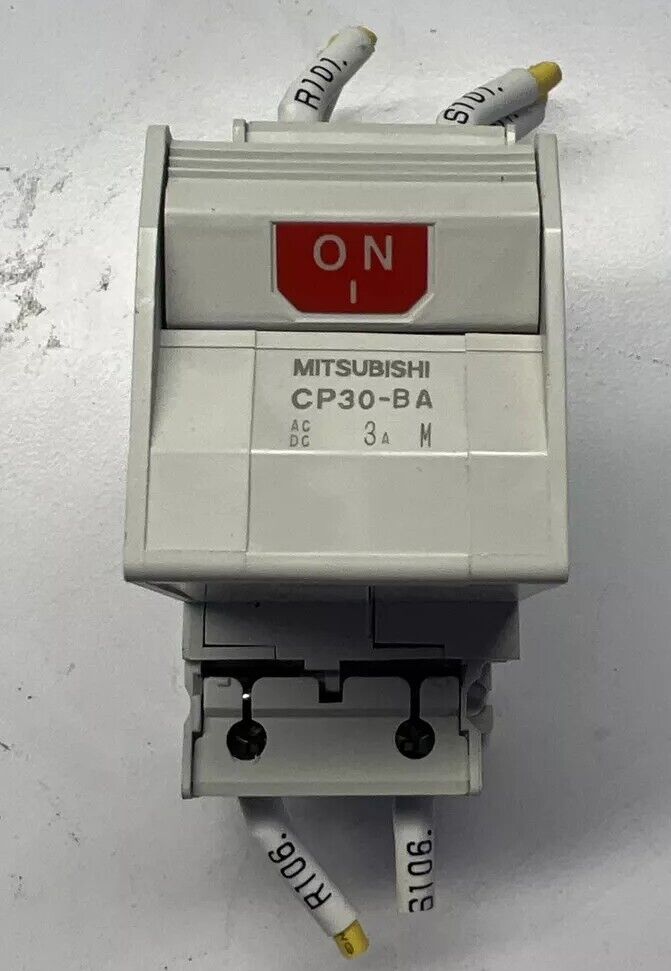 R101.
S101.
ON
I
MITSUBISHI
CP30-BA
AC
DC
3A M
R106.
S106.